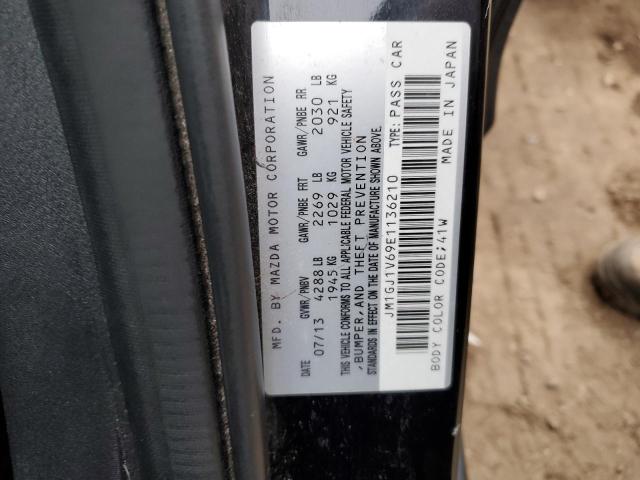 MFD. BY MAZDA MOTOR CORPORATION
DATE GVWR/PNBV GAWR/PNBE FRT GAWR/PNBE RR
07/13 4288 LB 2269 LB 2030 LB
1945 KG 1029 KG 921 KG
THIS VEHICLE CONFORMS TO ALL APPLICABLE FEDERAL MOTOR VEHICLE SAFETY
, BUMPER, AND THEFT PREVENTION
STANDARDS IN EFFECT ON THE DATE OF MANUFACTURE SHOWN ABOVE.
JM1GJ1V69E1136210 TYPE: PASS CAR
BODY COLOR CODE;41W MADE IN JAPAN